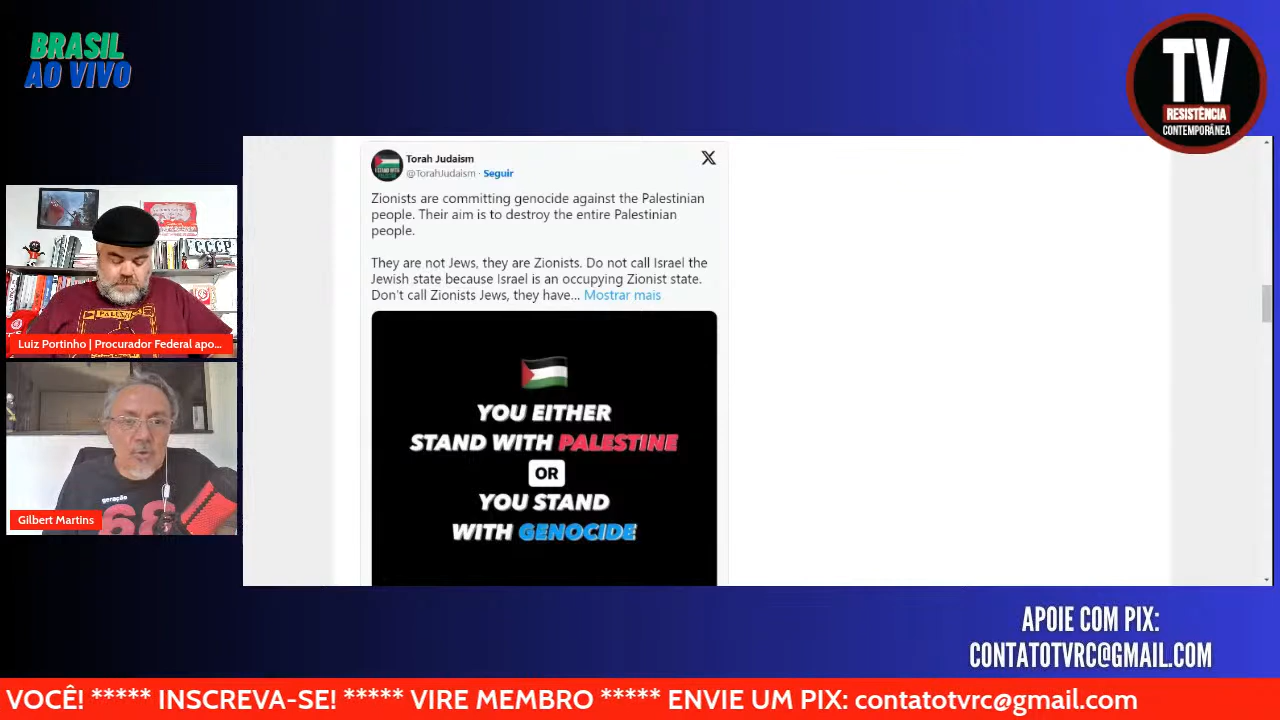 BRASIL
AO VIVO
TV
RESISTÊNCIA
CONTEMPORÂNEA
Torah Judaism
@TorahJudaism · Seguir
Zionists are committing genocide against the Palestinian
people. Their aim is to destroy the entire Palestinian
people.
They are not Jews, they are Zionists. Do not call Israel the
Jewish state because Israel is an occupying Zionist state.
Don't call Zionists Jews, they have... Mostrar mais
YOU EITHER
STAND WITH PALESTINE
OR
YOU STAND
WITH GENOCIDE
CCCP
Luiz Portinho | Procurador Federal apo...
geração
68
Gilbert Martins
APOIE COM PIX:
CONTATOTVRC@GMAIL.COM
VOCÊ! ***** INSCREVA-SE! ***** VIRE MEMBRO ***** ENVIE UM PIX: contatotvrc@gmail.com